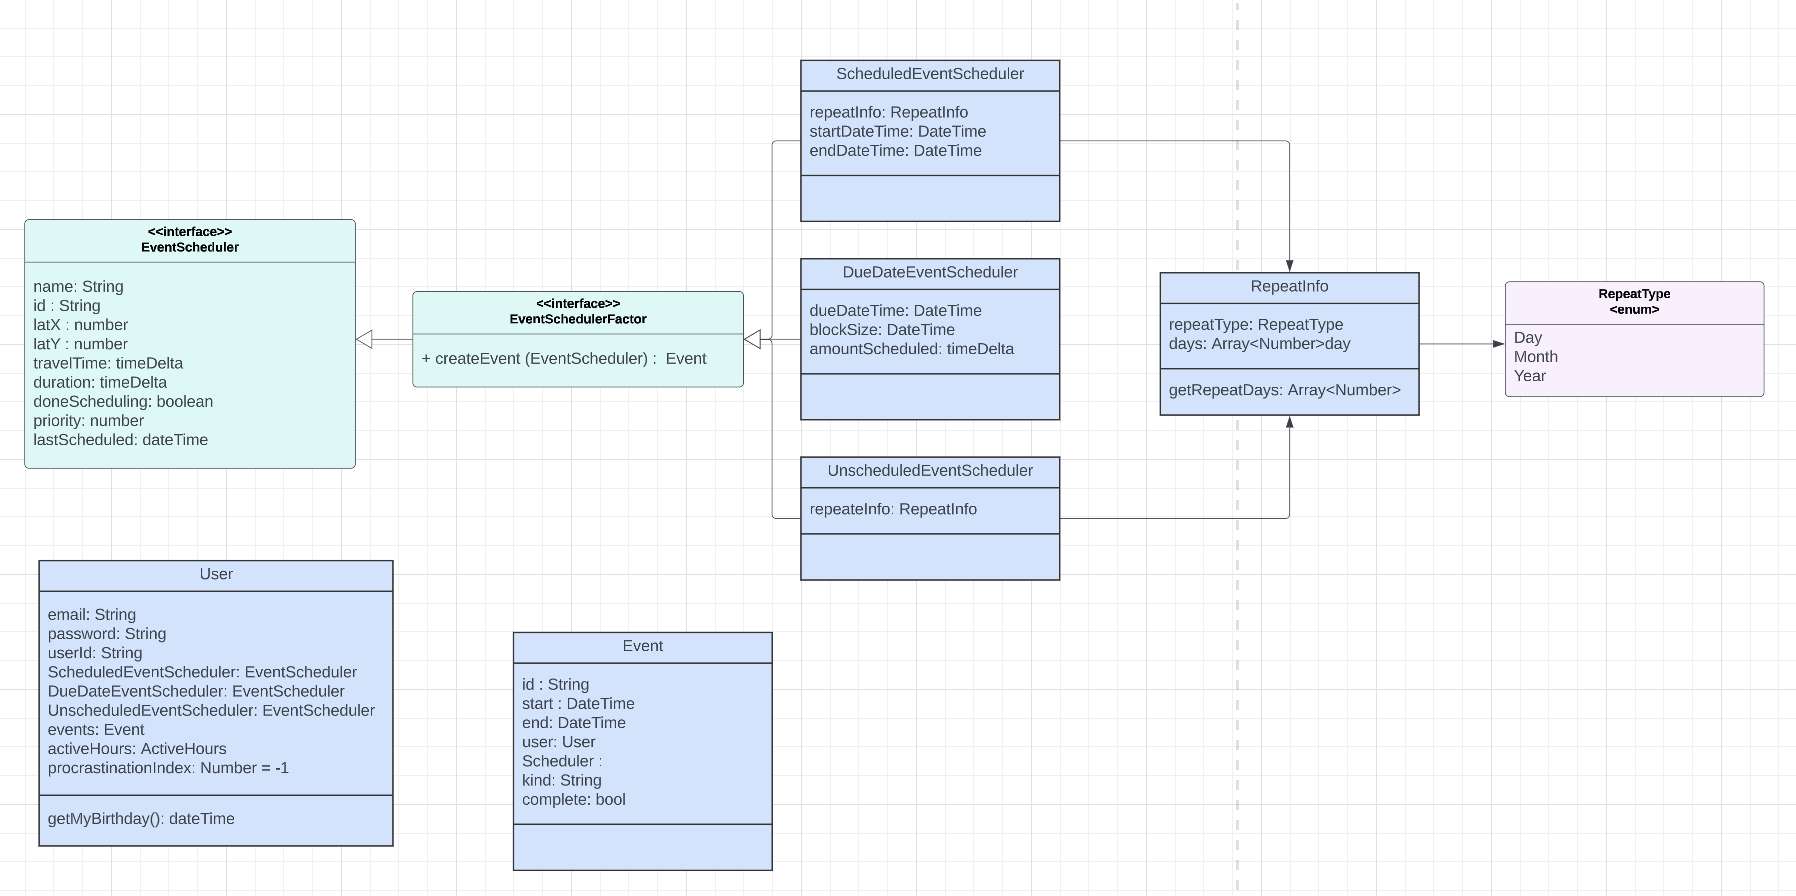 ScheduledEventScheduler
repeatInfo: RepeatInfo
startDateTime: DateTime
endDateTime: DateTime
<<interface>>
EventScheduler
name: String
id : String
latX : number
latY : number
travelTime: timeDelta
duration: timeDelta
doneScheduling: boolean
priority: number
lastScheduled: dateTime
<<interface>>
EventSchedulerFactor
+ createEvent (EventScheduler) :  Event
DueDateEventScheduler
dueDateTime: DateTime
blockSize: DateTime
amountScheduled: timeDelta
RepeatInfo
repeatType: RepeatType
days: Array<Number>day
getRepeatDays: Array<Number>
RepeatType
<enum>
Day
Month
Year
UnscheduledEventScheduler
repeateInfo: RepeatInfo
User
email: String
password: String
userId: String
ScheduledEventScheduler: EventScheduler
DueDateEventScheduler: EventScheduler
UnscheduledEventScheduler: EventScheduler
events: Event
activeHours: ActiveHours
procrastinationIndex: Number = -1
getMyBirthday(): dateTime
Event
id : String
start : DateTime
end: DateTime
user: User
Scheduler :
kind: String
complete: bool